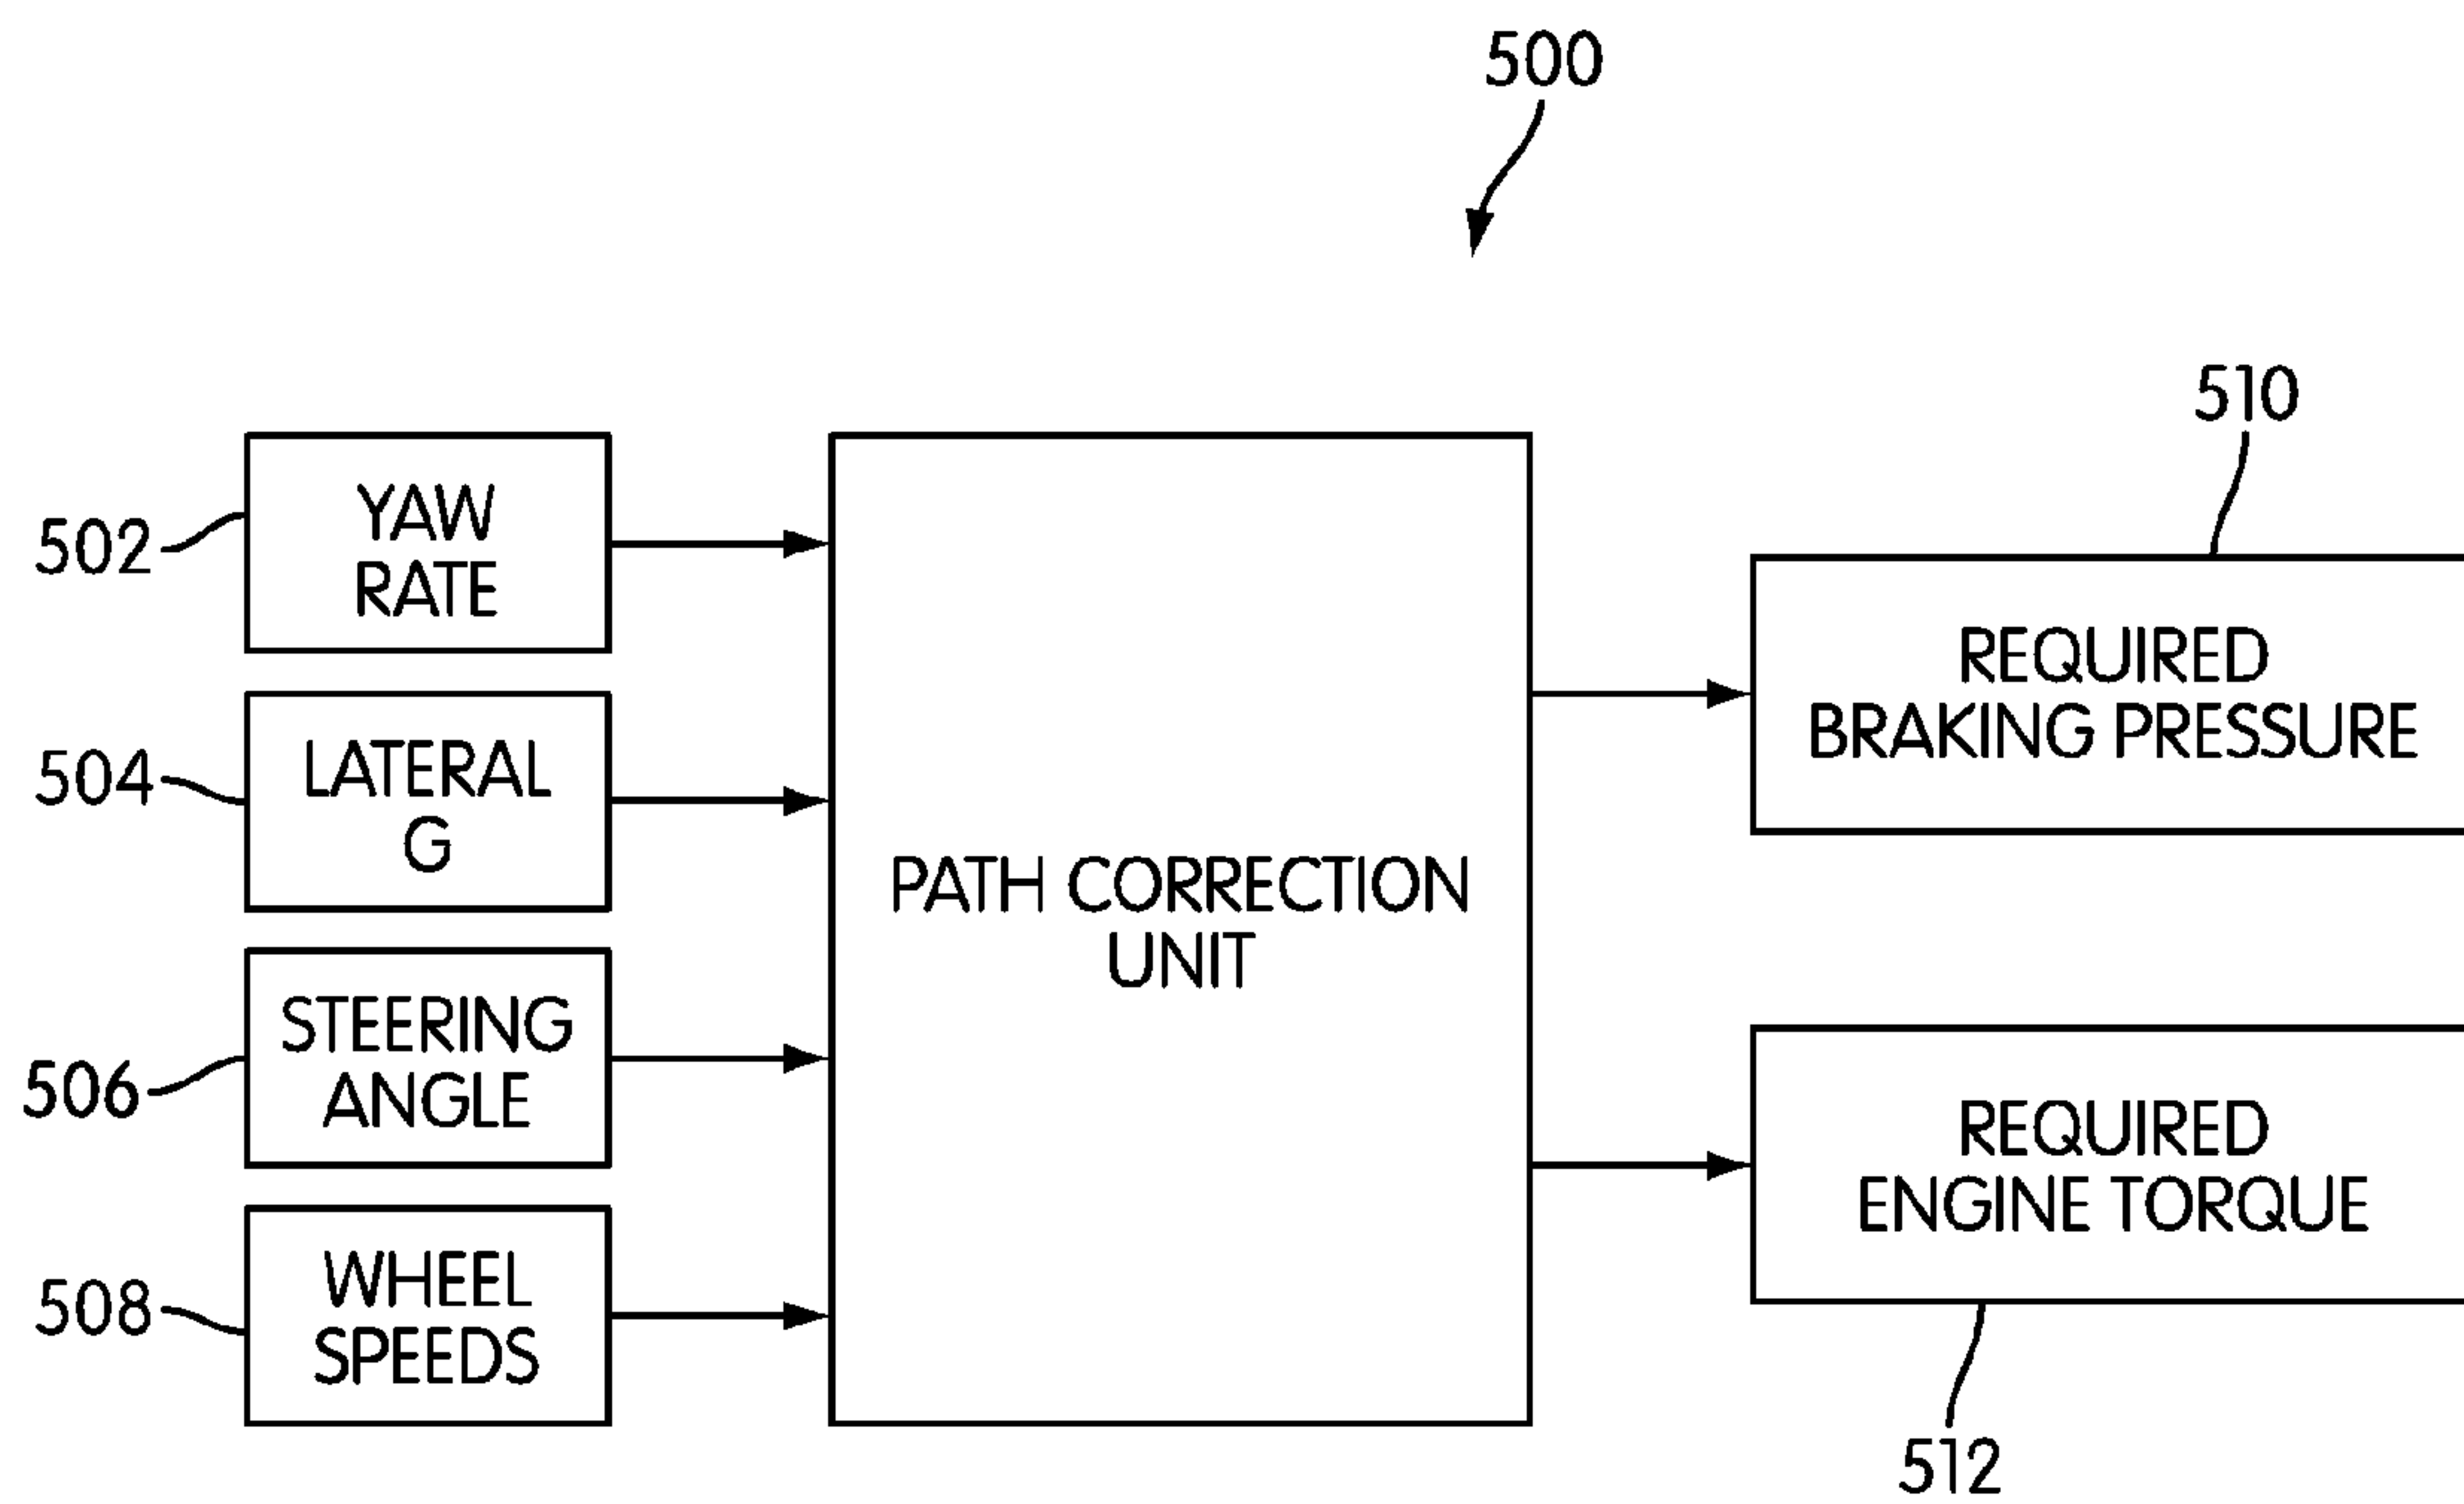 500
502
YAW
RATE
504
LATERAL
G
506
STEERING
ANGLE
508
WHEEL
SPEEDS
PATH CORRECTION
UNIT
510
REQUIRED
BRAKING PRESSURE
REQUIRED
ENGINE TORQUE
512